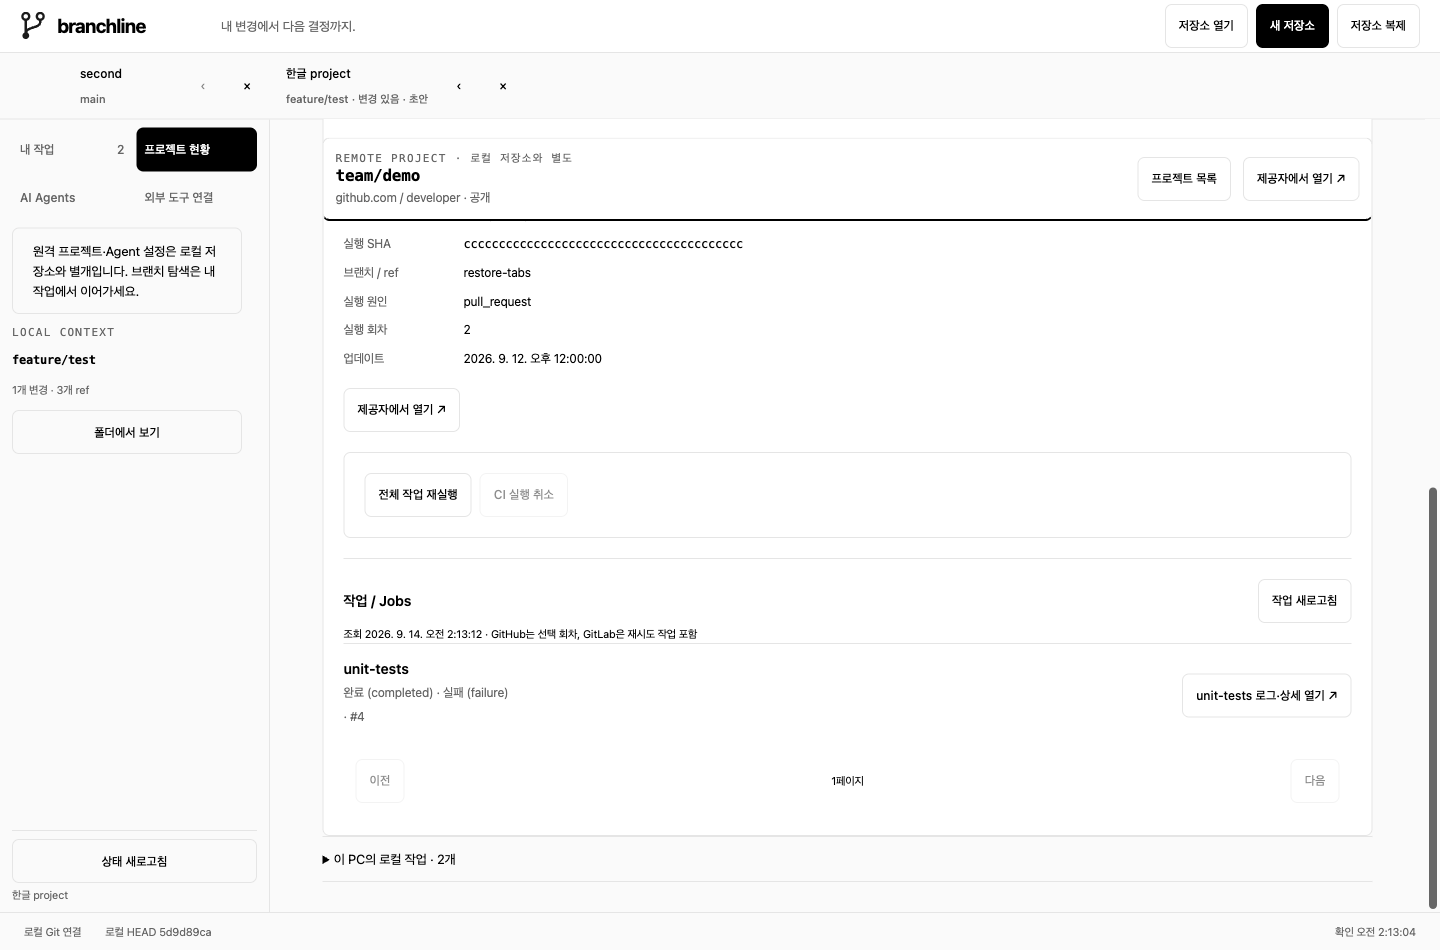 branchline
내 변경에서 다음 결정까지.
저장소 열기
새 저장소
저장소 복제
second
main
‹
×
한글 project
feature/test · 변경 있음 · 초안
‹
×
내 작업 2
프로젝트 현황
AI Agents
외부 도구 연결
원격 프로젝트·Agent 설정은 로컬 저
장소와 별개입니다. 브랜치 탐색은 내
작업에서 이어가세요.
LOCAL CONTEXT
feature/test
1개 변경 · 3개 ref
폴더에서 보기
상태 새로고침
한글 project
REMOTE PROJECT · 로컬 저장소와 별도
team/demo
github.com / developer · 공개
프로젝트 목록
제공자에서 열기 ↗
실행 SHA cccccccccccccccccccccccccccccccccccccccc
브랜치 / ref restore-tabs
실행 원인 pull_request
실행 회차 2
업데이트 2026. 9. 12. 오후 12:00:00
제공자에서 열기 ↗
전체 작업 재실행
CI 실행 취소
작업 / Jobs
작업 새로고침
조회 2026. 9. 14. 오전 2:13:12 · GitHub는 선택 회차, GitLab은 재시도 작업 포함
unit-tests
완료 (completed) · 실패 (failure)
· #4
unit-tests 로그·상세 열기 ↗
이전
1페이지
다음
▶ 이 PC의 로컬 작업 · 2개
로컬 Git 연결
로컬 HEAD 5d9d89ca
확인 오전 2:13:04